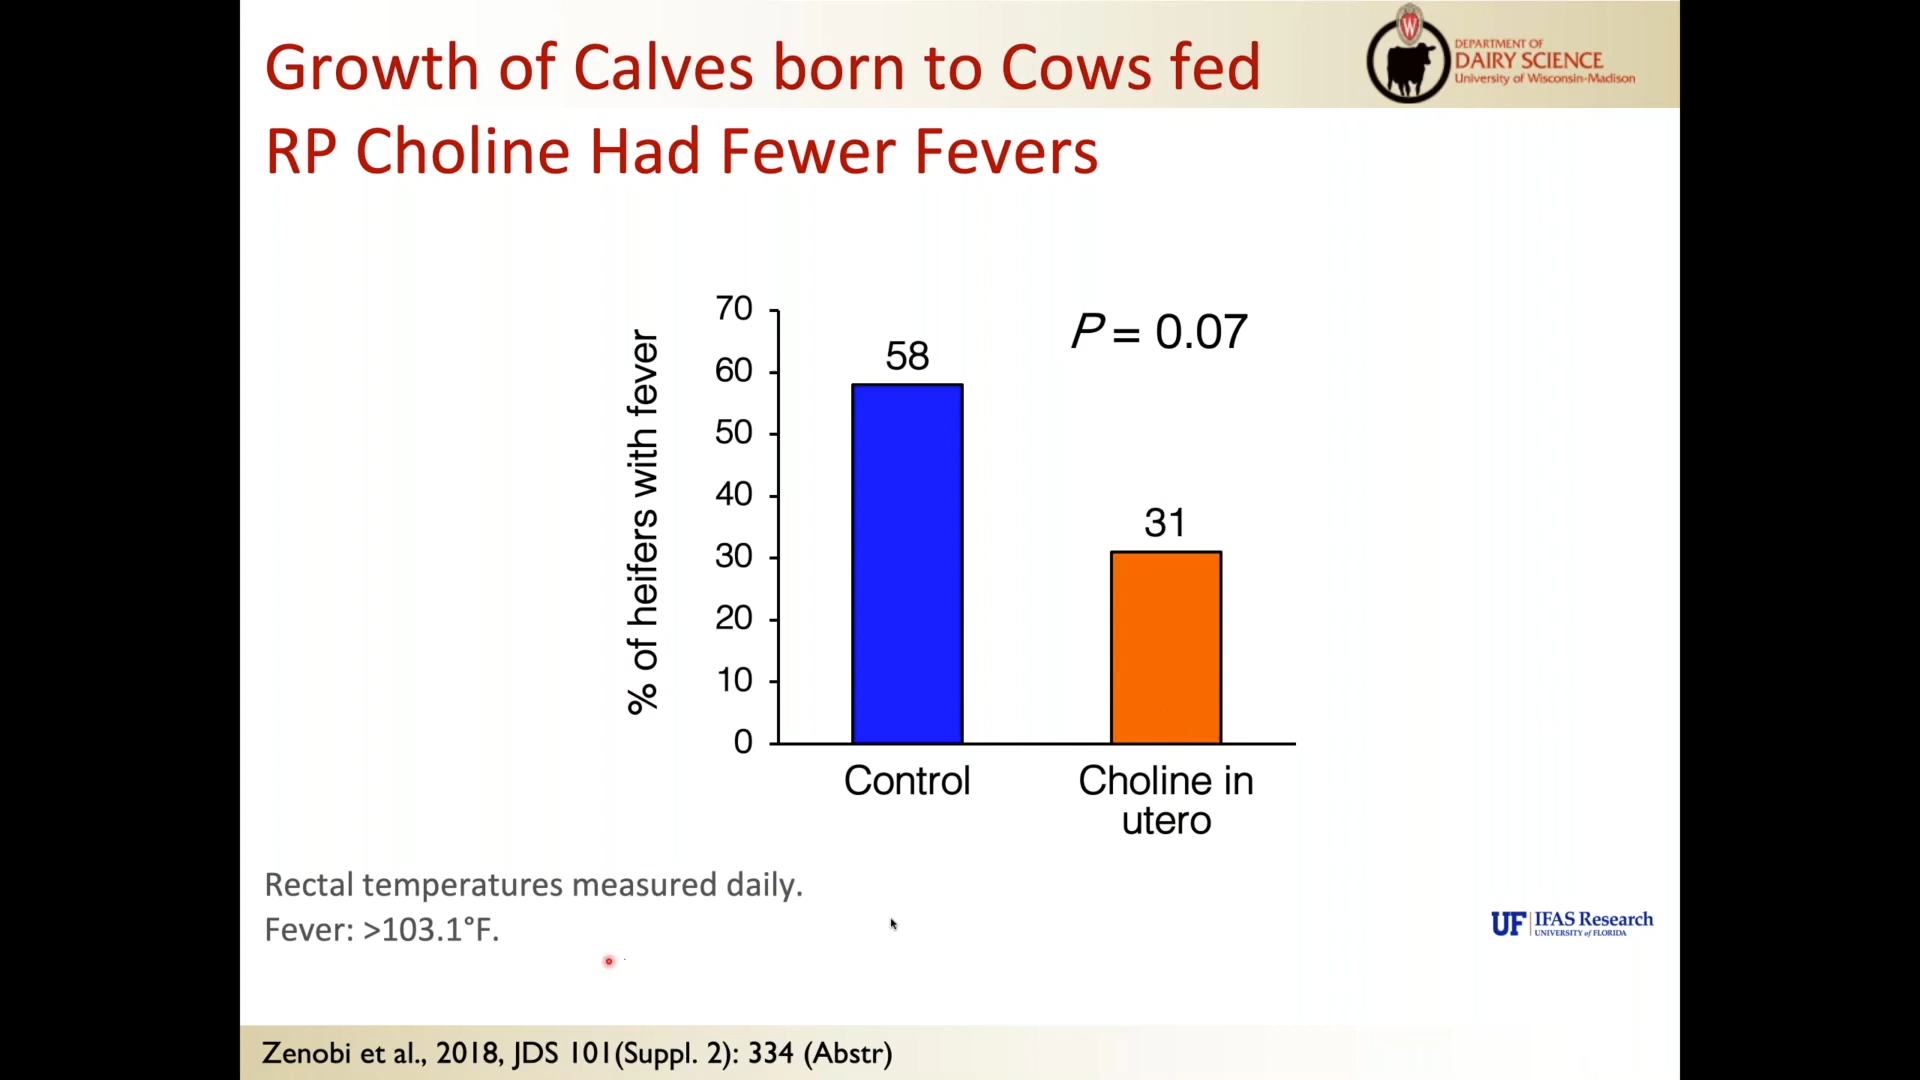 Growth of Calves born to Cows fed
RP Choline Had Fewer Fevers
W
DEPARTMENT OF
DAIRY SCIENCE
University of Wisconsin-Madison
% of heifers with fever
70
60
50
40
30
20
10
0
58
31
P = 0.07
Control
Choline in
utero
Rectal temperatures measured daily.
Fever: >103.1°F.
UF IFAS Research
UNIVERSITY of FLORIDA
Zenobi et al., 2018, JDS 101(Suppl. 2): 334 (Abstr)